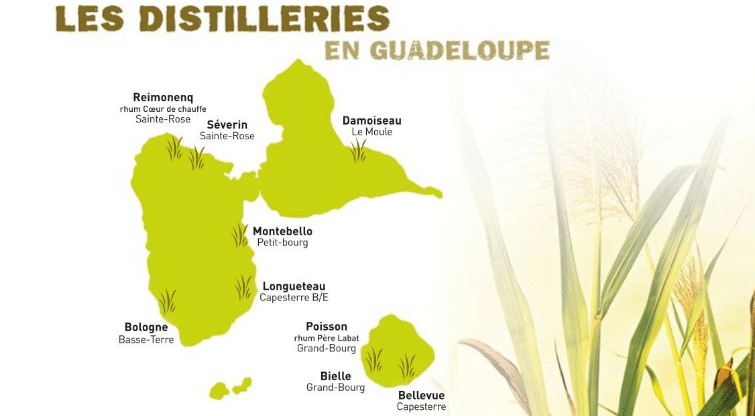 LES DISTILLERIES
EN GUADELOUPE
Reimonenq
rhum Cœur de chauffe
Sainte-Rose
Séverin
Sainte-Rose
Damoiseau
Le Moule
Montebello
Petit-bourg
Longueteau
Capesterre B/E
Bologne
Basse-Terre
Poisson
rhum Père Labat
Grand-Bourg
Bielle
Grand-Bourg
Bellevue
Capesterre